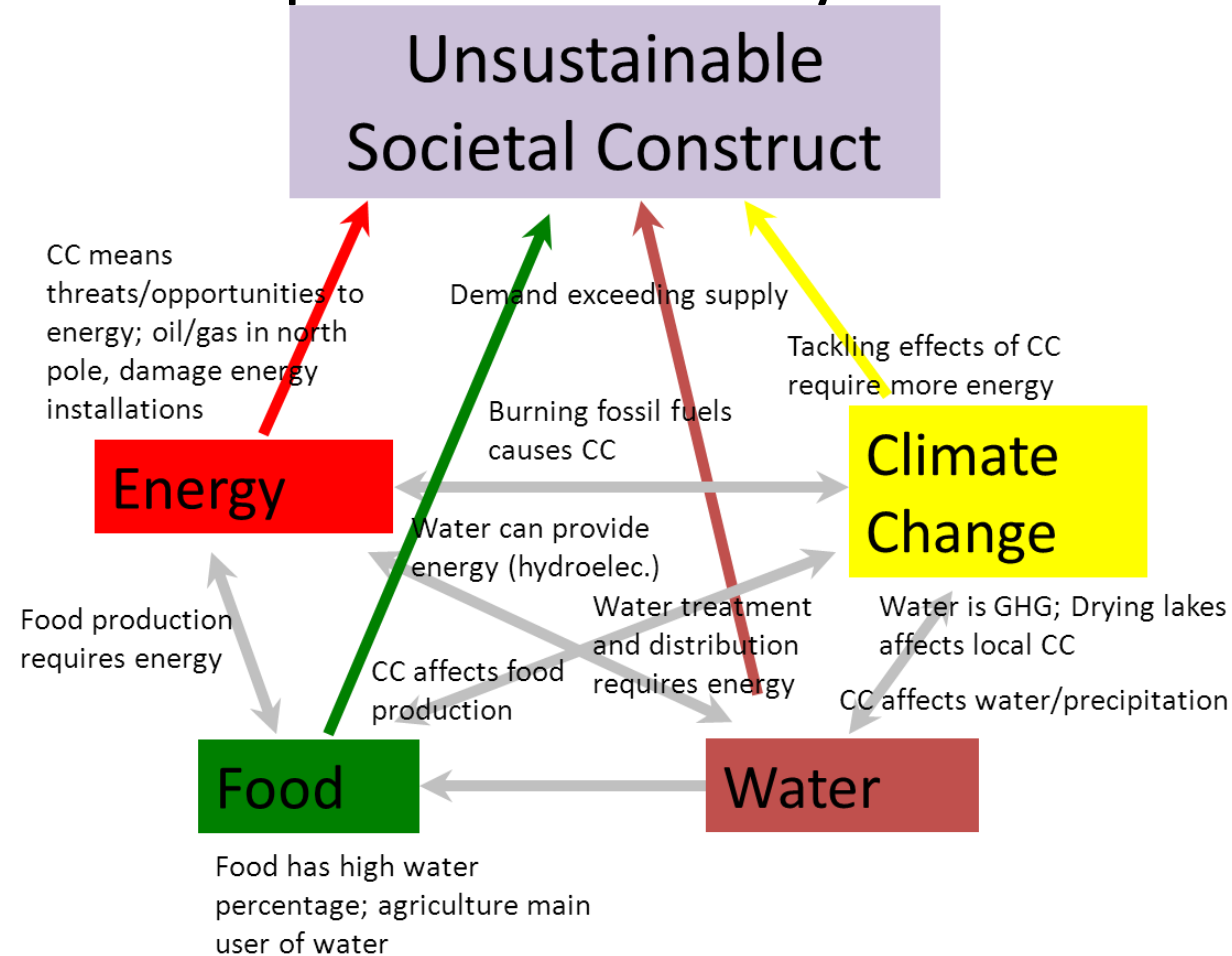 Unsustainable
Societal Construct
CC means
threats/opportunities to
energy; oil/gas in north
pole, damage energy
installations
Demand exceeding supply
Tackling effects of CC
require more energy
Burning fossil fuels
causes CC
Energy
Climate
Change
Water can provide
energy (hydroelec.)
Food production
requires energy
Water treatment
and distribution
requires energy
Water is GHG; Drying lakes
affects local CC
CC affects food
production
CC affects water/precipitation
Food
Water
Food has high water
percentage; agriculture main
user of water